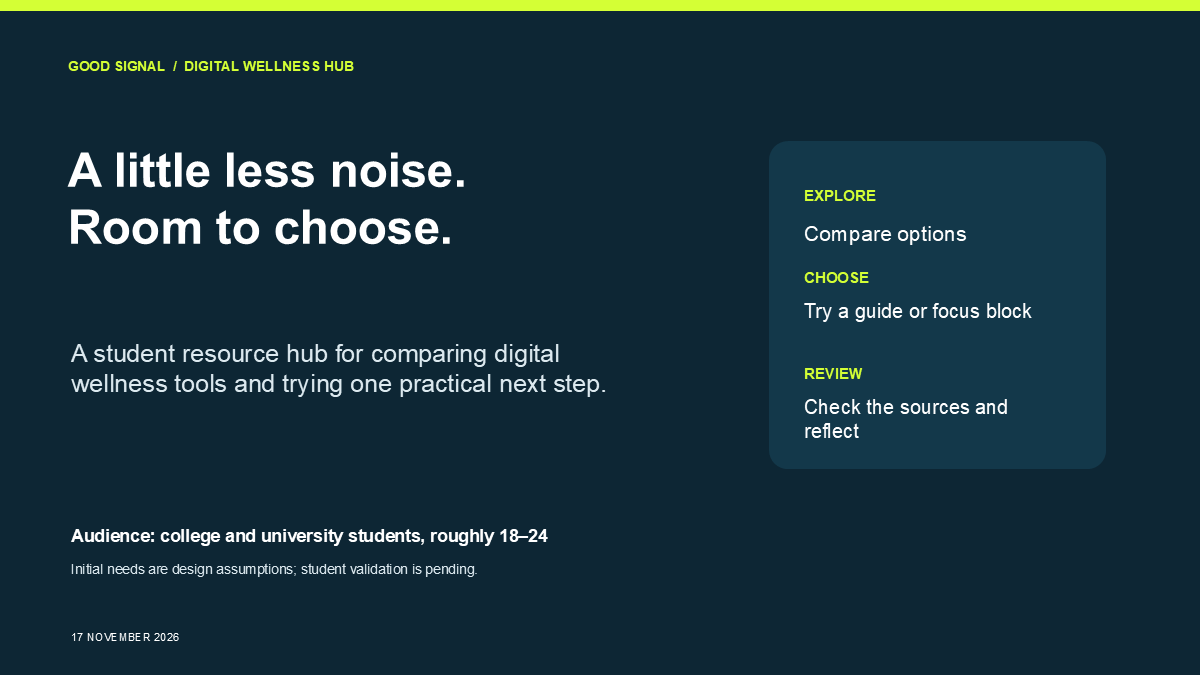 GOOD SIGNAL / DIGITAL WELLNESS HUB
A little less noise.
Room to choose.
A student resource hub for comparing digital
wellness tools and trying one practical next step.
Audience: college and university students, roughly 18–24
Initial needs are design assumptions; student validation is pending.
17 NOVEMBER 2026
EXPLORE
Compare options
CHOOSE
Try a guide or focus block
REVIEW
Check the sources and
reflect